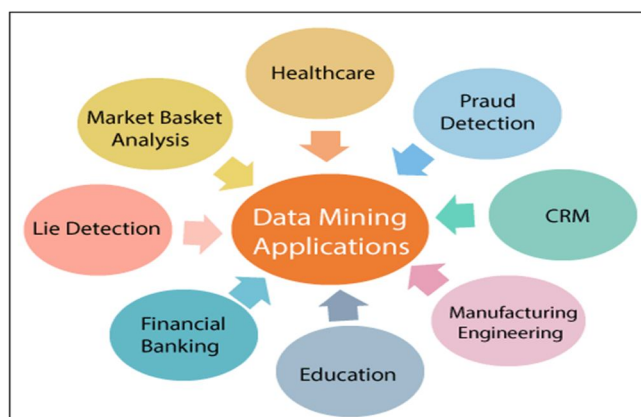 Healthcare
Praud
Detection
Market Basket
Analysis
Data Mining
Applications
CRM
Lie Detection
Manufacturing
Engineering
Financial
Banking
Education